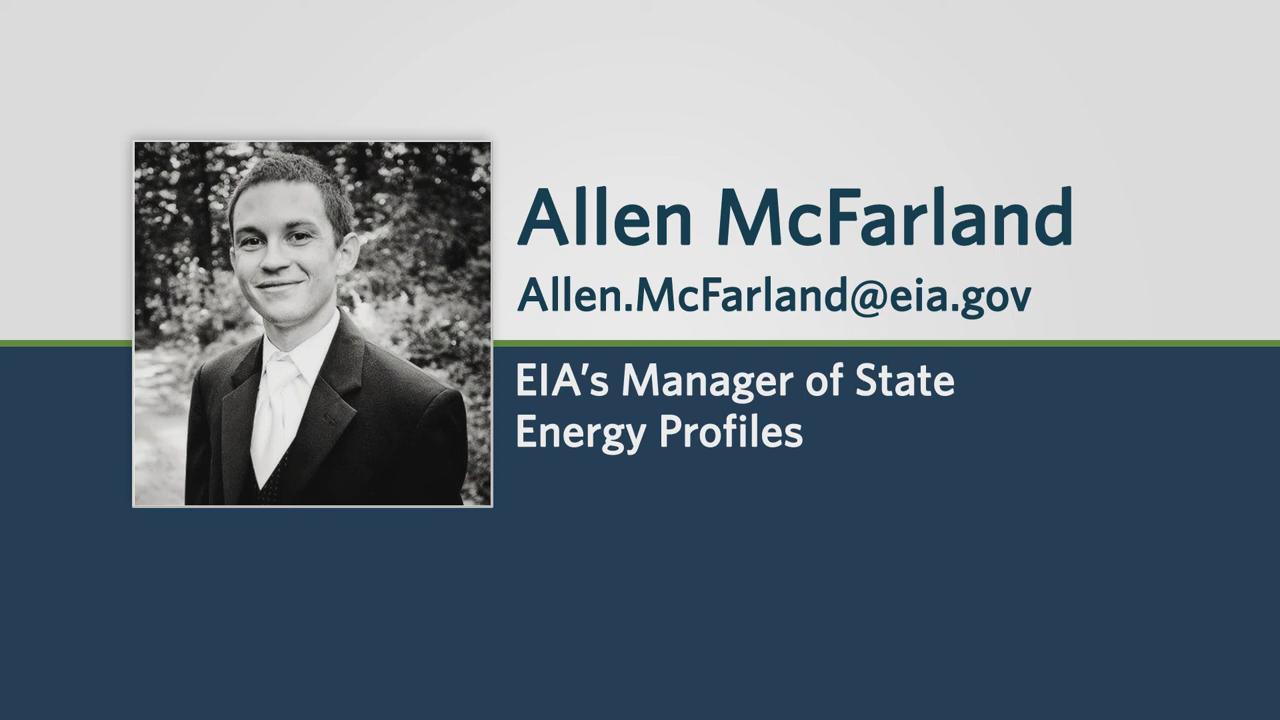 Allen McFarland
Allen.McFarland@eia.gov
EIA’s Manager of State
Energy Profiles